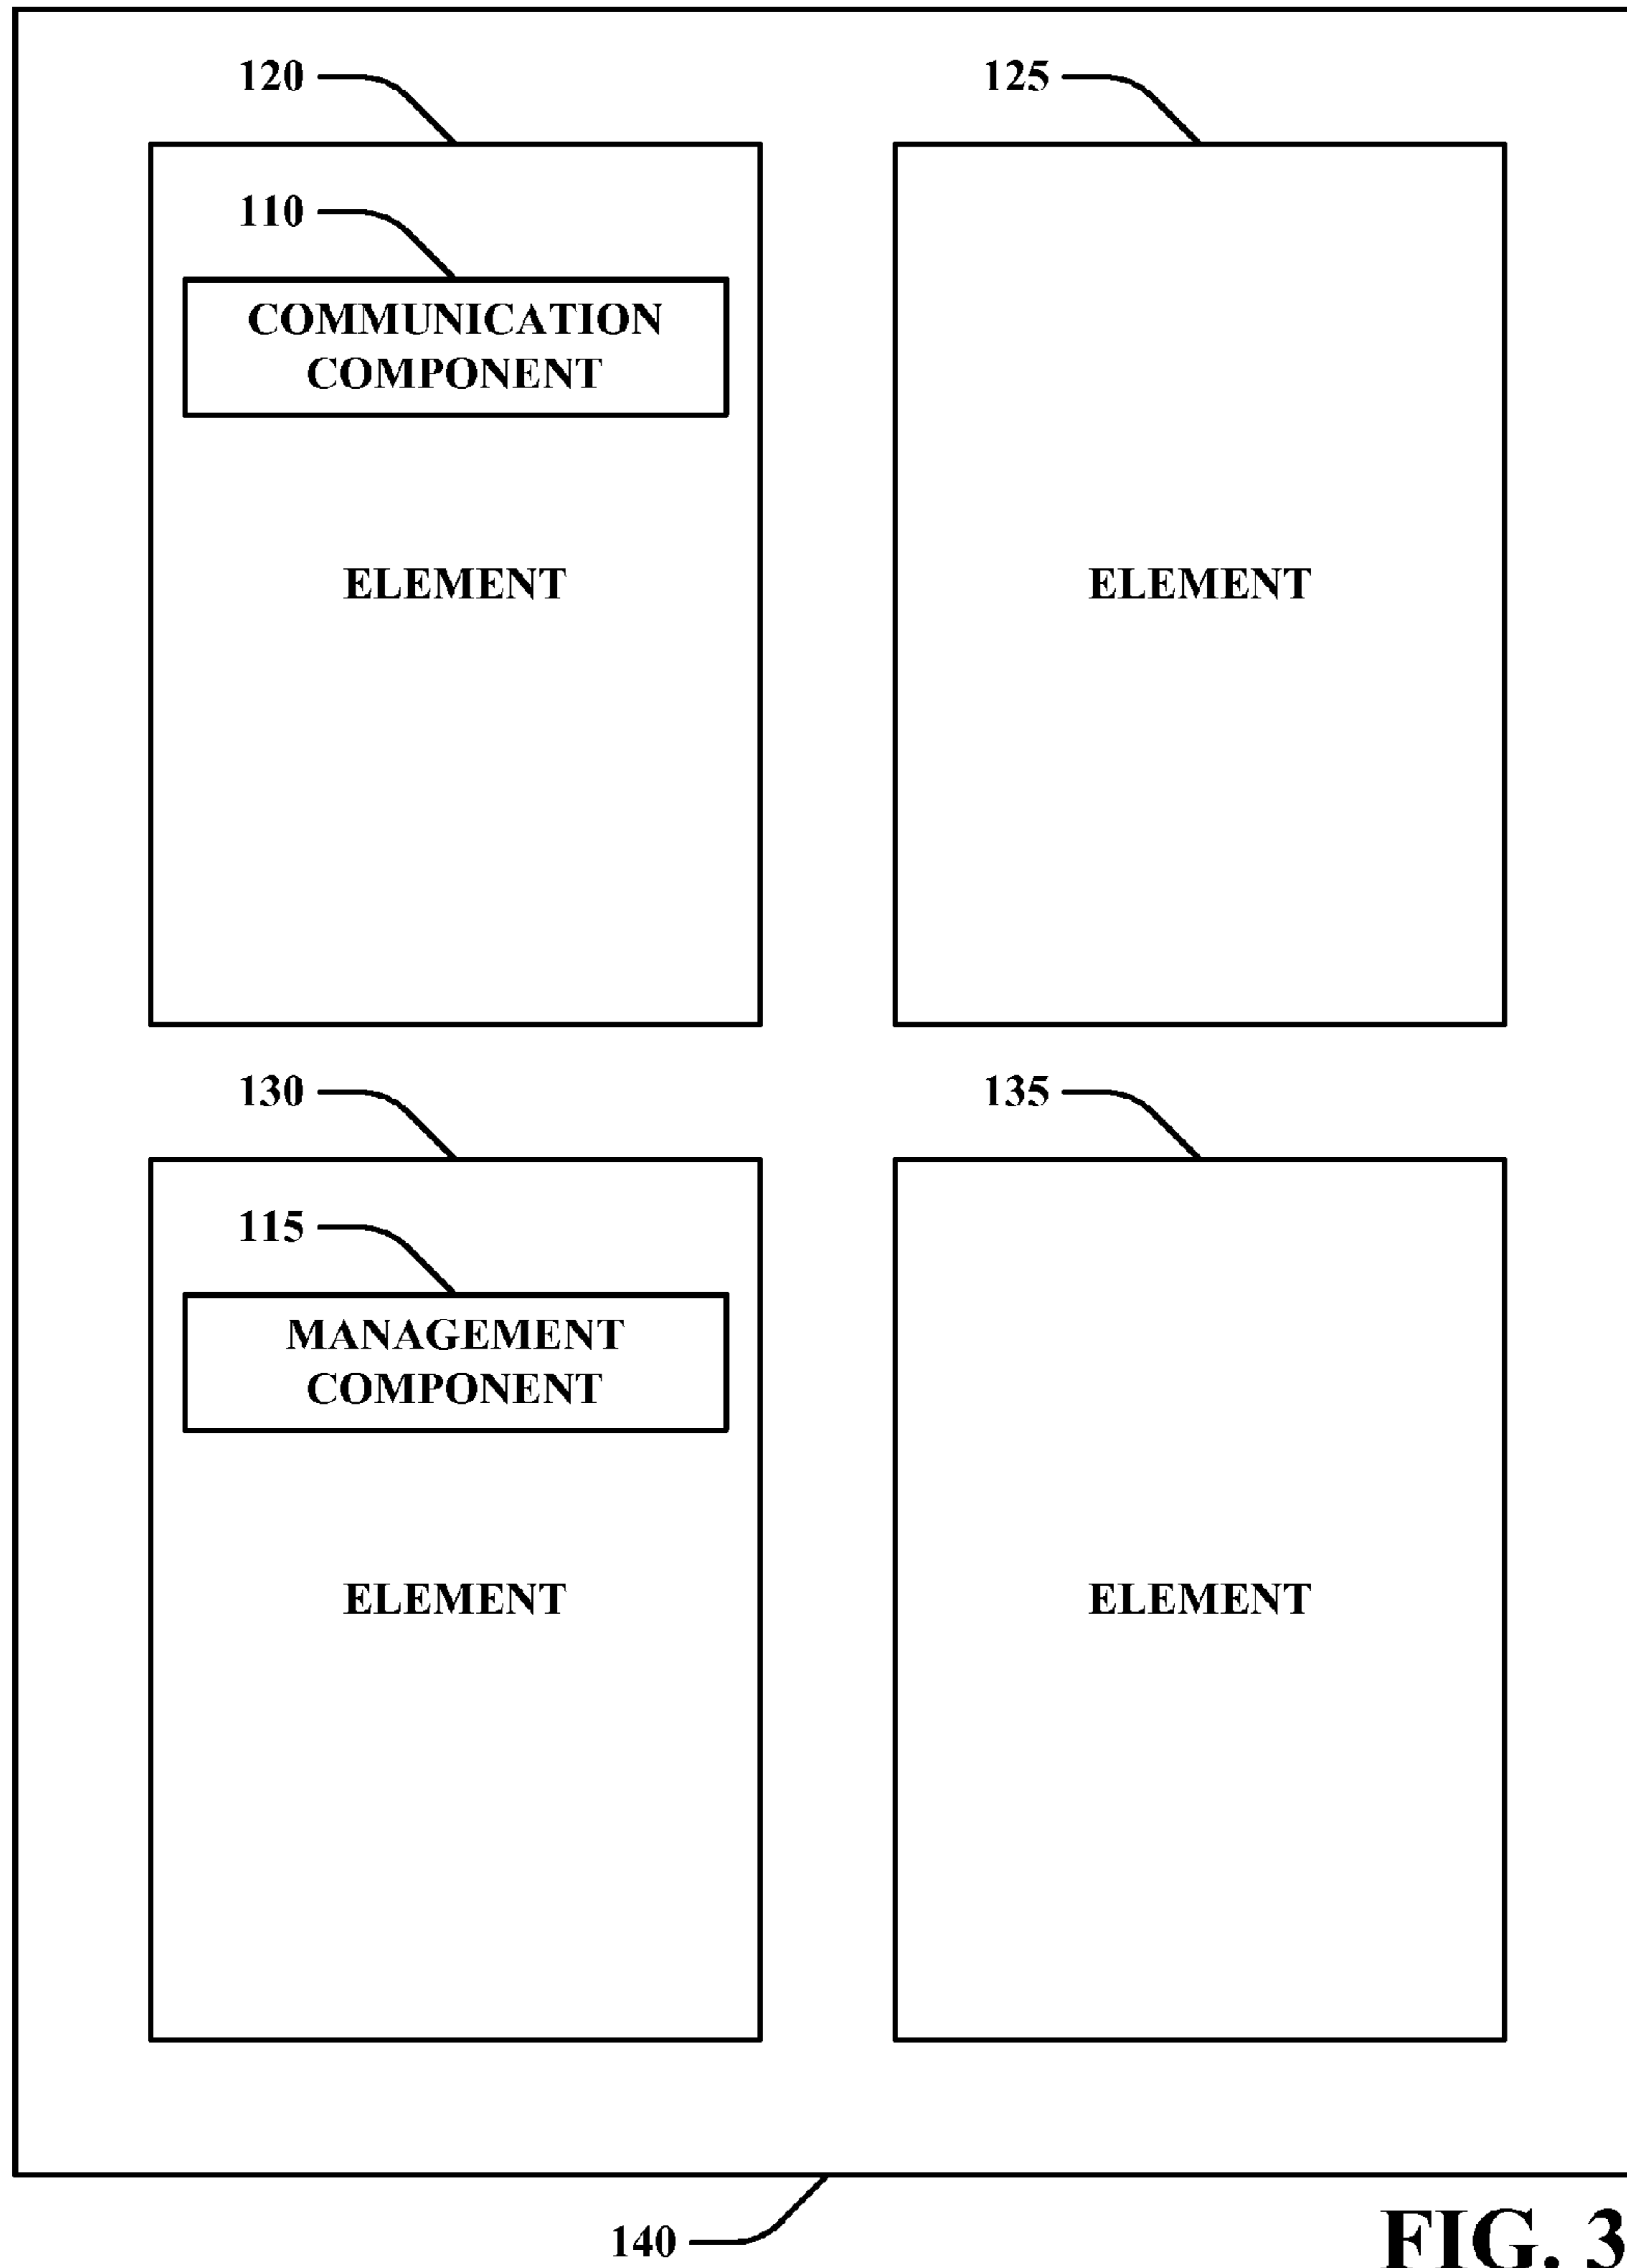 120
125
110
COMMUNICATION
COMPONENT
ELEMENT
ELEMENT
130
135
115
MANAGEMENT
COMPONENT
ELEMENT
ELEMENT
140
FIG. 3